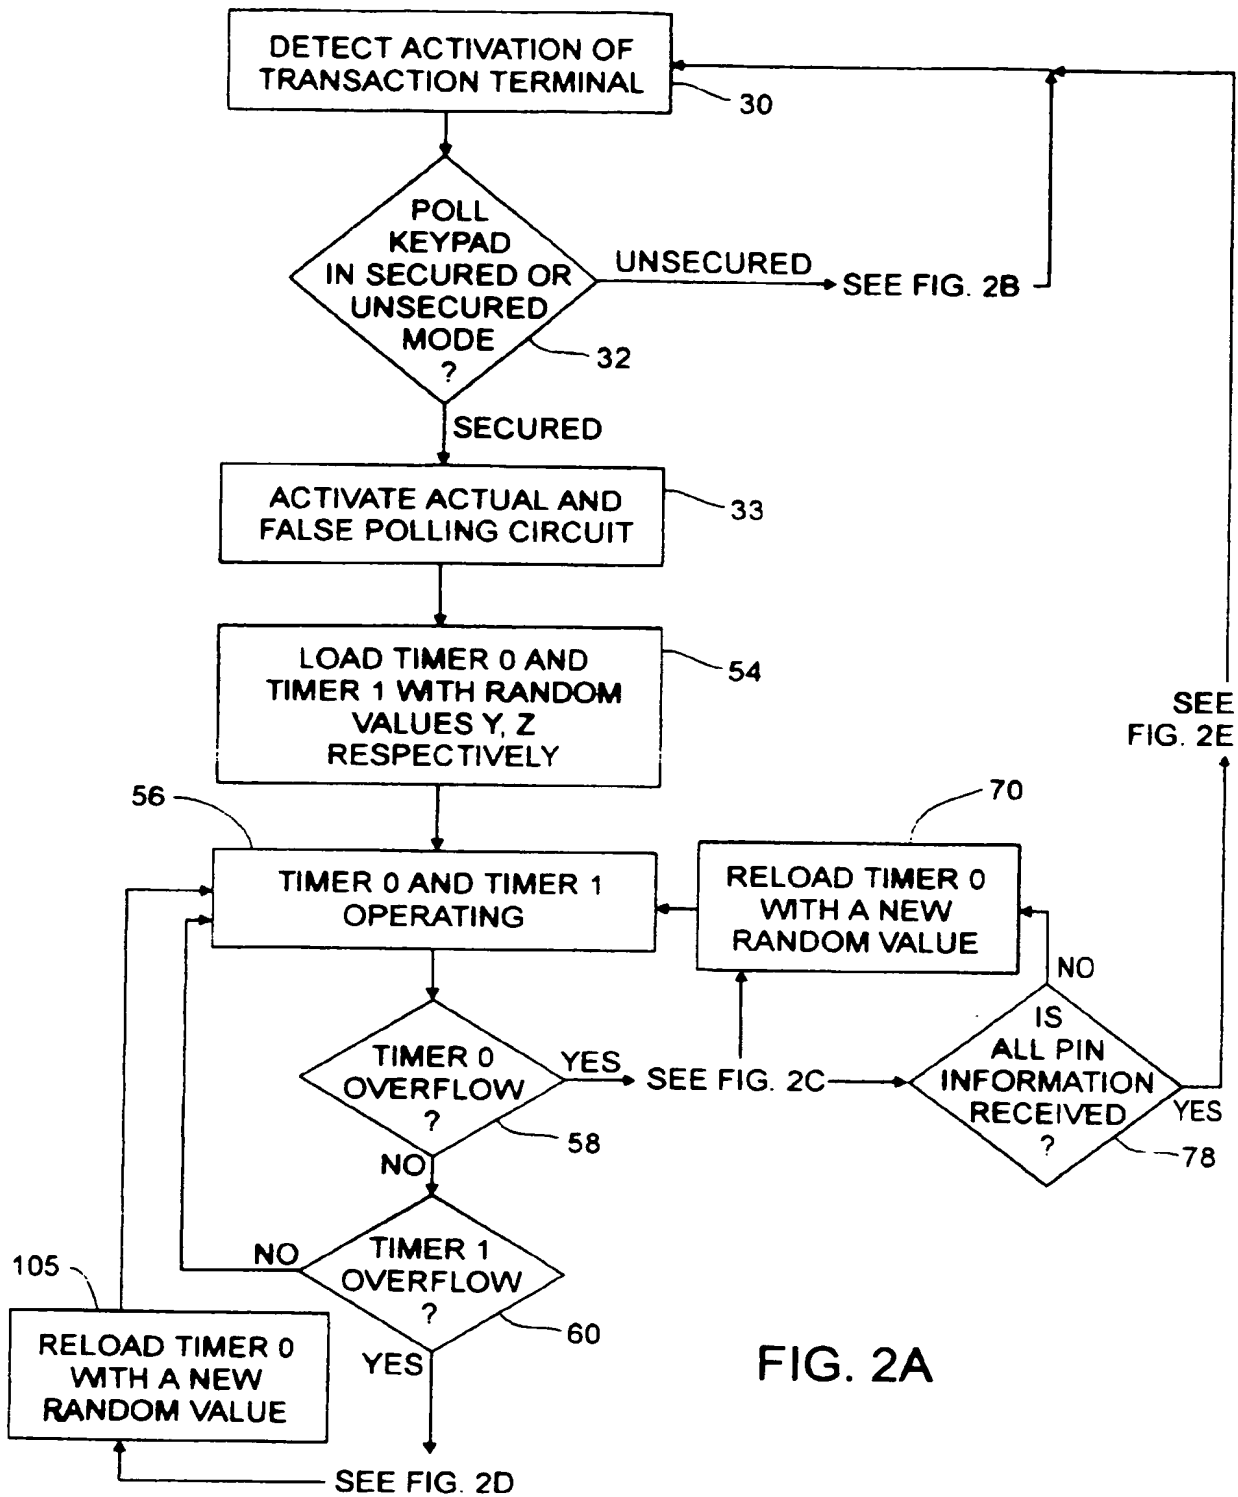 DETECT ACTIVATION OF
TRANSACTION TERMINAL
30
POLL
KEYPAD
IN SECURED OR
UNSECURED
MODE
?
32
UNSECURED
SEE FIG. 2B
SECURED
ACTIVATE ACTUAL AND
FALSE POLLING CIRCUIT
33
LOAD TIMER 0 AND
TIMER 1 WITH RANDOM
VALUES Y, Z
RESPECTIVELY
54
SEE
FIG. 2E
56
TIMER 0 AND TIMER 1
OPERATING
70
RELOAD TIMER 0
WITH A NEW
RANDOM VALUE
NO
TIMER 0
OVERFLOW
?
58
YES
SEE FIG. 2C
IS
ALL PIN
INFORMATION
RECEIVED
?
78
YES
NO
TIMER 1
OVERFLOW
?
60
NO
YES
105
RELOAD TIMER 0
WITH A NEW
RANDOM VALUE
SEE FIG. 2D
FIG. 2A